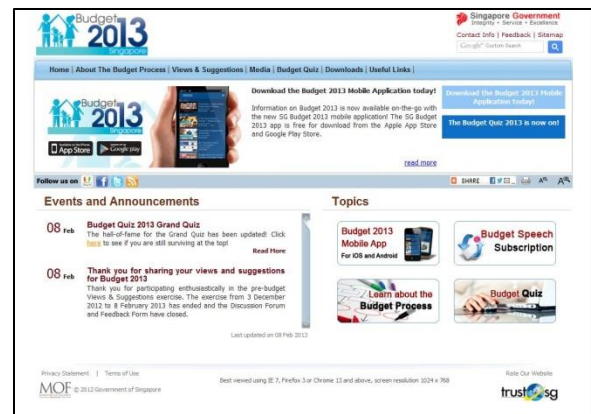 Budget
2013
Singapore
Singapore Government
Integrity • Service • Excellence
Contact Info | Feedback | Sitemap
Google™ Custom Search
Home | About The Budget Process | Views & Suggestions | Media | Budget Quiz | Downloads | Useful Links |
Budget
2013
Singapore
App Store
Google play
Download the Budget 2013 Mobile Application today!
Information on Budget 2013 is now available on-the-go with
the new SG Budget 2013 mobile application! The SG Budget
2013 app is free for download from the Apple App Store
and Google Play Store.
read more
Download the Budget 2013 Mobile
Application today!
The Budget Quiz 2013 is now on!
Follow us on
SHARE
Events and Announcements
08 Feb
Budget Quiz 2013 Grand Quiz
The hall-of-fame for the Grand Quiz has been updated! Click
here to see if you are still surviving at the top!
Read More
08 Feb
Thank you for sharing your views and suggestions
for Budget 2013
Thank you for participating enthusiastically in the pre-budget
Views & Suggestions exercise. The exercise from 3 December
2012 to 8 February 2013 has ended and the Discussion Forum
and Feedback Form have closed.
Last updated on 08 Feb 2013
Topics
Budget 2013
Mobile App
For iOS and Android
Budget Speech
Subscription
Learn about the
Budget Process
Budget Quiz
Privacy Statement | Terms of Use
MOF © 2012 Government of Singapore
Best viewed using IE 7, Firefox 3 or Chrome 13 and above, screen resolution 1024 x 768
Rate Our Website
trustsg